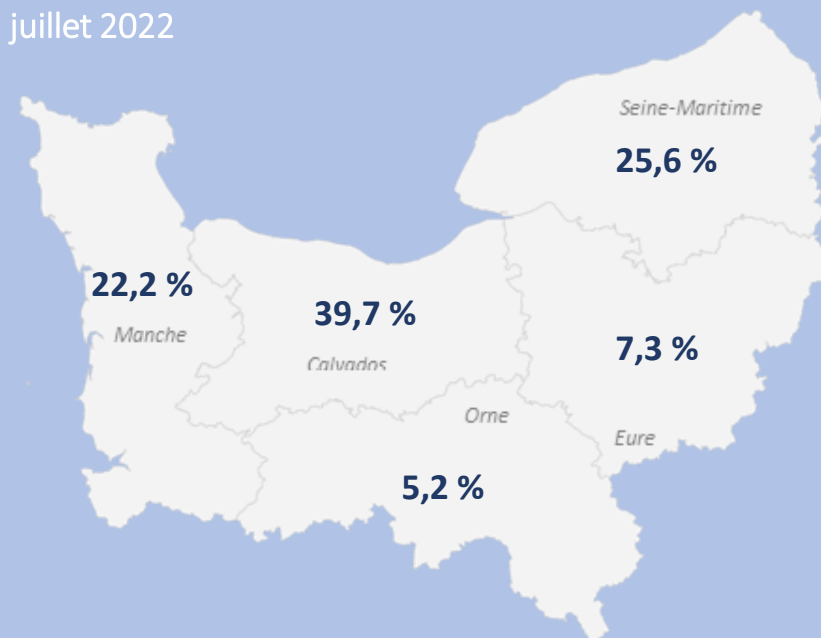 juillet 2022
Seine-Maritime
25,6 %
22,2 %
Manche
39,7 %
Calvados
7,3 %
Orne
Eure
5,2 %